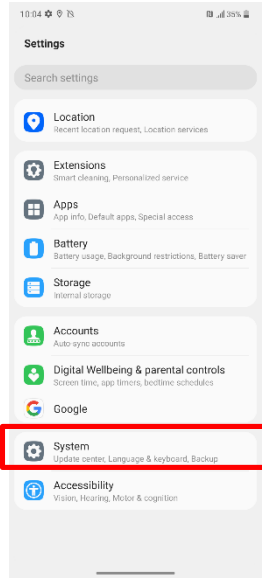 10:04
35%
Settings
Search settings
Location
Recent location request, Location services
Extensions
Smart cleaning, Personalized service
Apps
App info, Default apps, Special access
Battery
Battery usage, Background restrictions, Battery saver
Storage
Internal storage
Accounts
Auto sync accounts
Digital Wellbeing & parental controls
Screen time, app timers, bedtime schedules
Google
System
Update center, Language & keyboard, Backup
Accessibility
Vision, Hearing, Motor & cognition